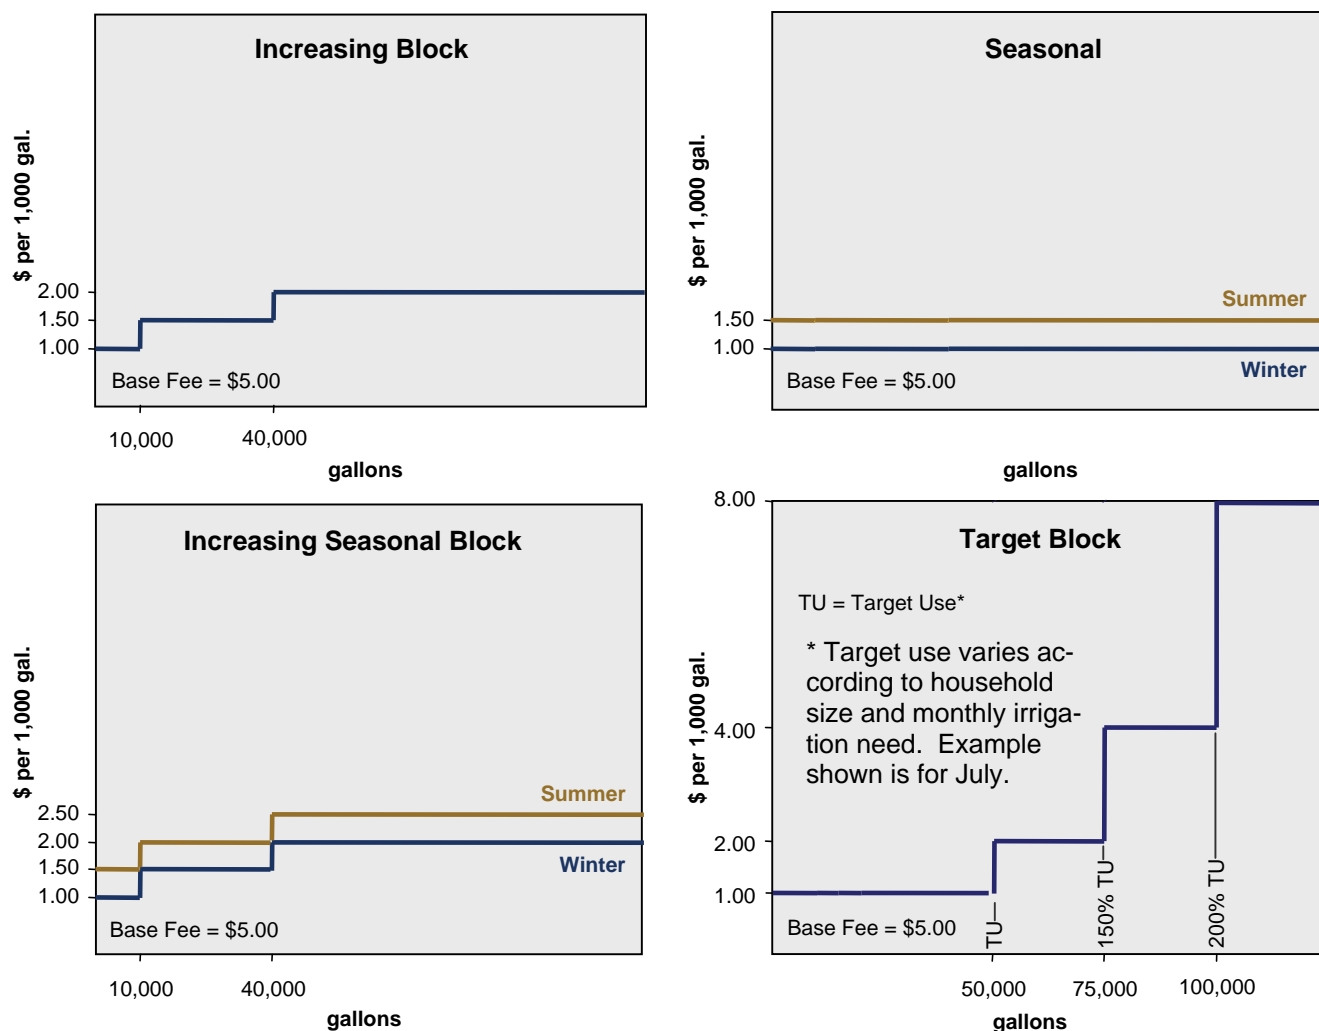 Increasing Block
$ per 1,000 gal.
2.00
1.50
1.00
Base Fee = $5.00
10,000
40,000
gallons
Seasonal
$ per 1,000 gal.
Summer
1.50
1.00
Winter
Base Fee = $5.00
gallons
Increasing Seasonal Block
$ per 1,000 gal.
Summer
2.50
2.00
1.50
1.00
Winter
Base Fee = $5.00
10,000
40,000
gallons
8.00
Target Block
TU = Target Use*
* Target use varies ac-
cording to household
size and monthly irriga-
tion need.  Example
shown is for July.
$ per 1,000 gal.
4.00
2.00
1.00
Base Fee = $5.00
TU
150% TU
200% TU
50,000
75,000
100,000
gallons